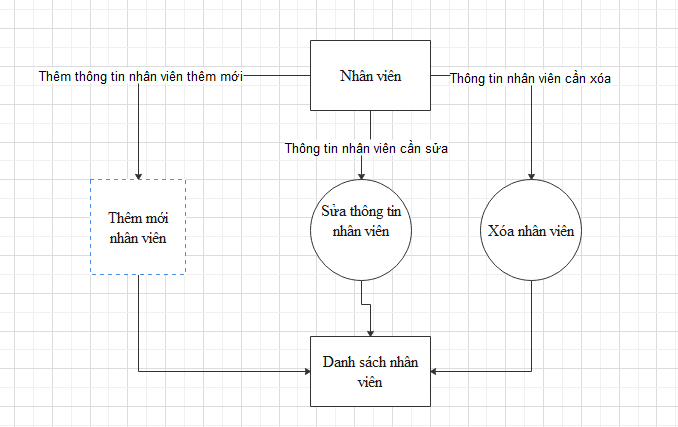 Nhân viên
Thêm thông tin nhân viên thêm mới
Thông tin nhân viên cần xóa
Thông tin nhân viên cần sửa
Thêm mới
nhân viên
Sửa thông tin
nhân viên
Xóa nhân viên
Danh sách nhân
viên